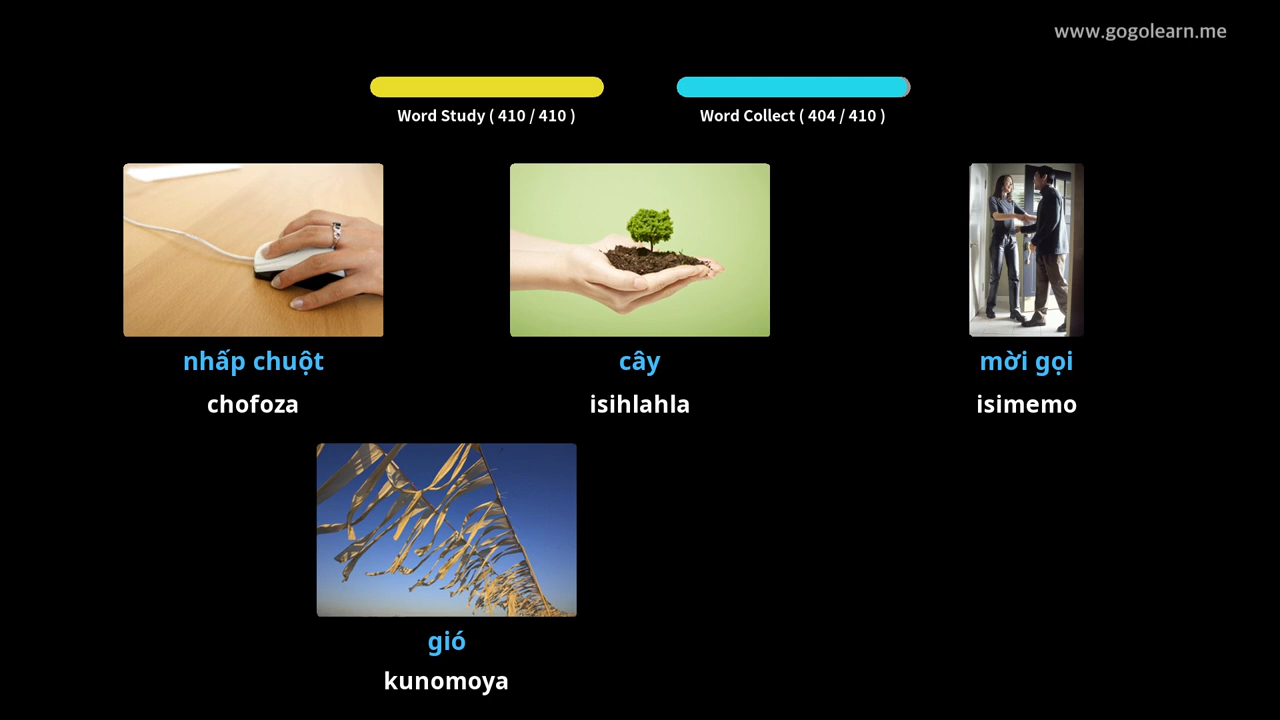 www.gogolearn.me
Word Study ( 410 / 410 )
Word Collect ( 404 / 410 )
nhấp chuột
chofoza
cây
isihlahla
mời gọi
isimemo
gió
kunomoya